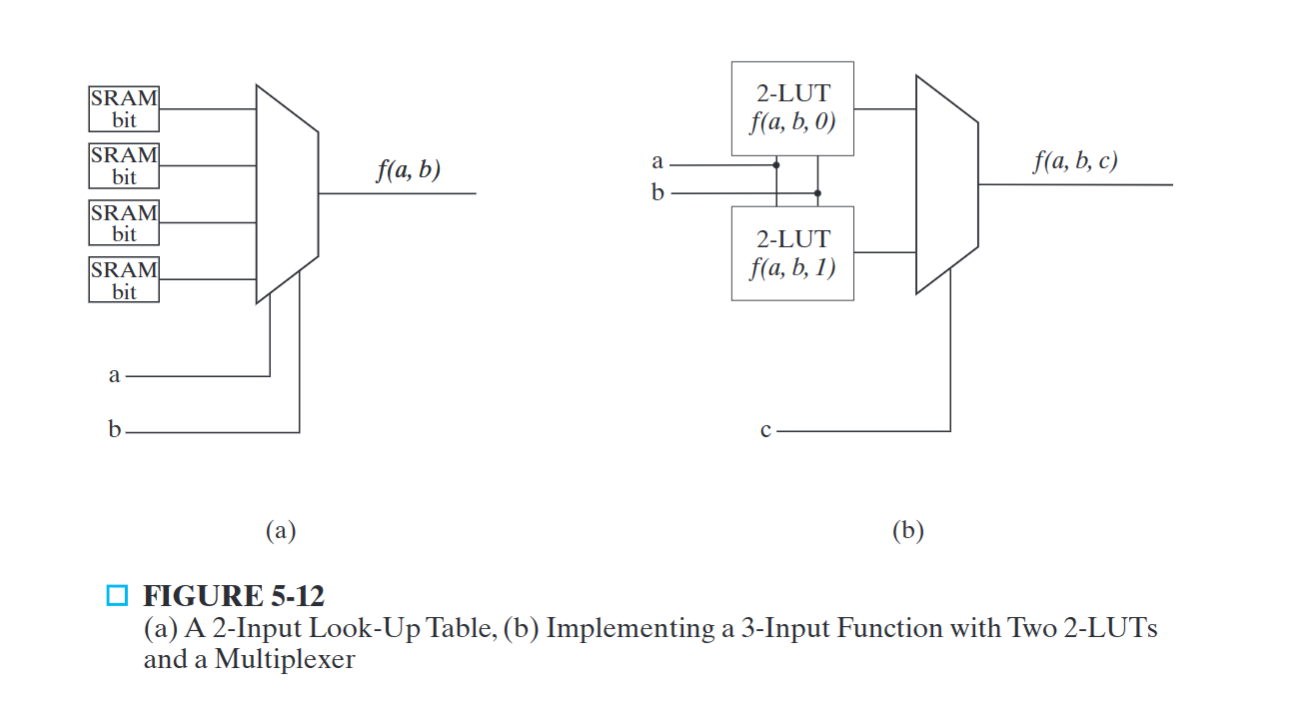 SRAM
bit
SRAM
bit
SRAM
bit
SRAM
bit
f(a, b)
a
b
(a)
2-LUT
f(a, b, 0)
a
b
2-LUT
f(a, b, 1)
f(a, b, c)
c
(b)
FIGURE 5-12
(a) A 2-Input Look-Up Table, (b) Implementing a 3-Input Function with Two 2-LUTs
and a Multiplexer